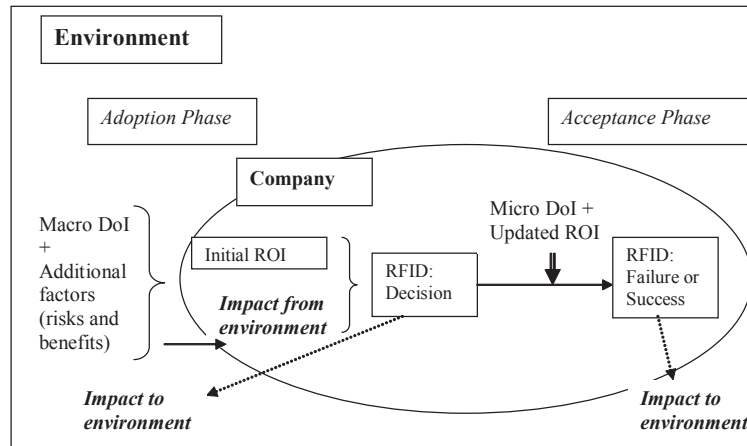 Environment
Adoption Phase
Acceptance Phase
Company
Macro DoI
+
Additional
factors
(risks and
benefits)
Initial ROI
Impact from
environment
RFID:
Decision
Micro DoI +
Updated ROI
RFID:
Failure or
Success
Impact to
environment
Impact to
environment